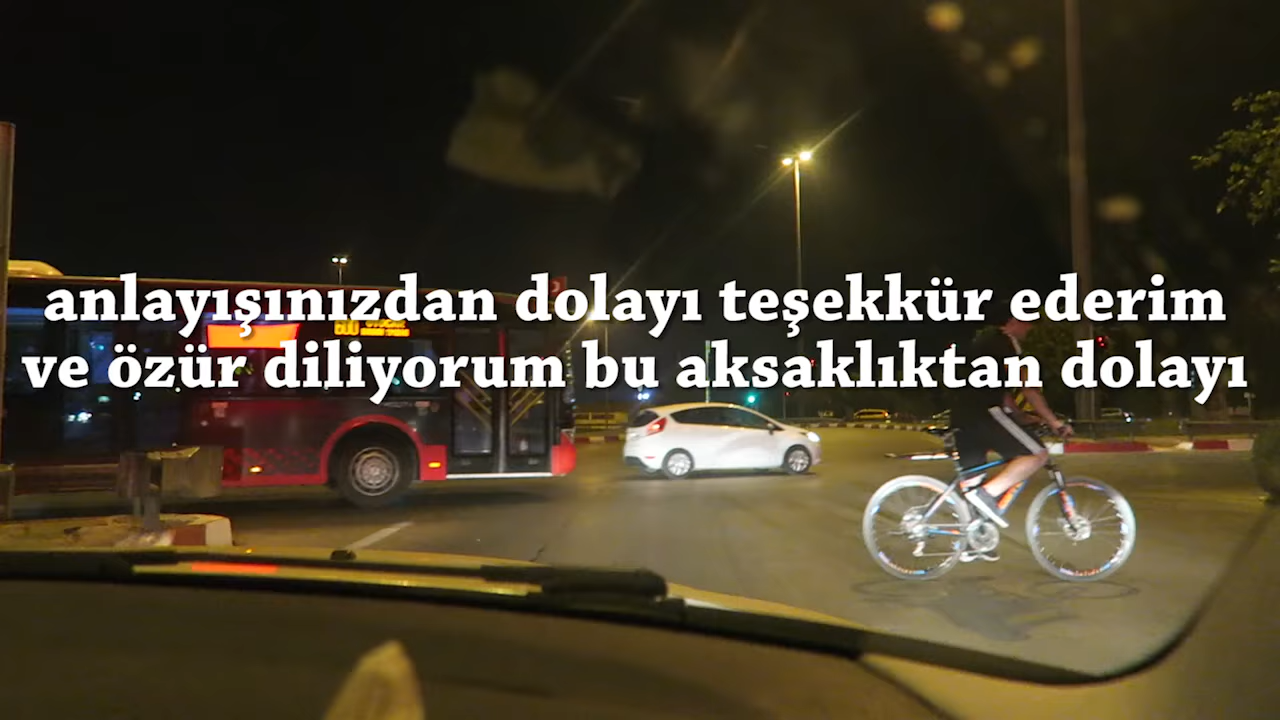 anlayışınızdan dolayı teşekkür ederim
ve özür diliyorum bu aksaklıktan dolayı